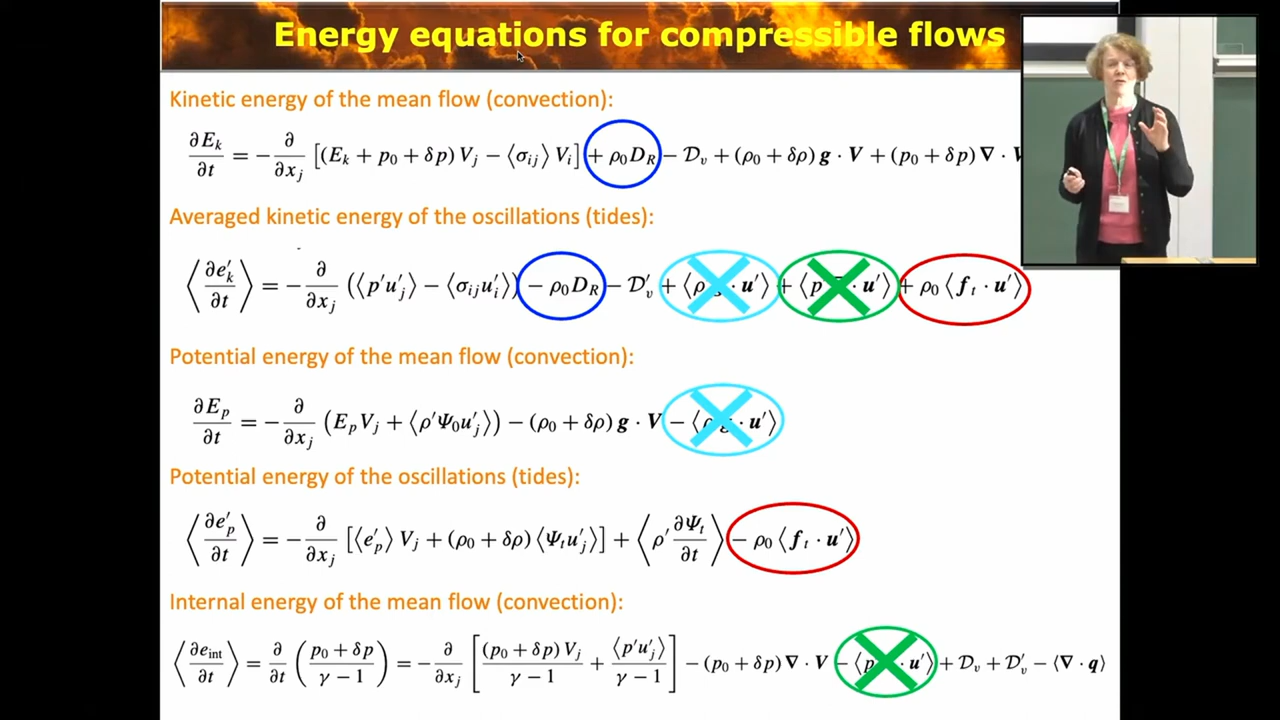 Energy equations for compressible flows
Kinetic energy of the mean flow (convection):
∂E_k/∂t = −∂/∂x_j [(E_k + p_0 + δp) V_j − ⟨σ_ij⟩ V_i] + ρ_0 D_R − 𝒟_v + (ρ_0 + δρ) g · V + (p_0 + δp) ∇ ·
Averaged kinetic energy of the oscillations (tides):
⟨∂e′_k/∂t⟩ = −∂/∂x_j (⟨p′u′_j⟩ − ⟨σ_ij u′_i⟩) − ρ_0 D_R − 𝒟′_v + ⟨ρ · u′⟩ + ⟨p · u′⟩ + ρ_0 ⟨f_t · u′⟩
Potential energy of the mean flow (convection):
∂E_p/∂t = −∂/∂x_j (E_p V_j + ⟨ρ′Ψ_0 u′_j⟩) − (ρ_0 + δρ) g · V − ⟨ρ · u′⟩
Potential energy of the oscillations (tides):
⟨∂e′_p/∂t⟩ = −∂/∂x_j [⟨e′_p⟩ V_j + (ρ_0 + δρ) ⟨Ψ_t u′_j⟩] + ⟨ρ′ ∂Ψ_t/∂t⟩ − ρ_0 ⟨f_t · u′⟩
Internal energy of the mean flow (convection):
⟨∂e_int/∂t⟩ = ∂/∂t ((p_0 + δp)/(γ − 1)) = −∂/∂x_j [(p_0 + δp) V_j/(γ − 1) + ⟨p′u′_j⟩/(γ − 1)] − (p_0 + δp) ∇ · V − ⟨p · u′⟩ + 𝒟_v + 𝒟′_v − ⟨∇ · q⟩